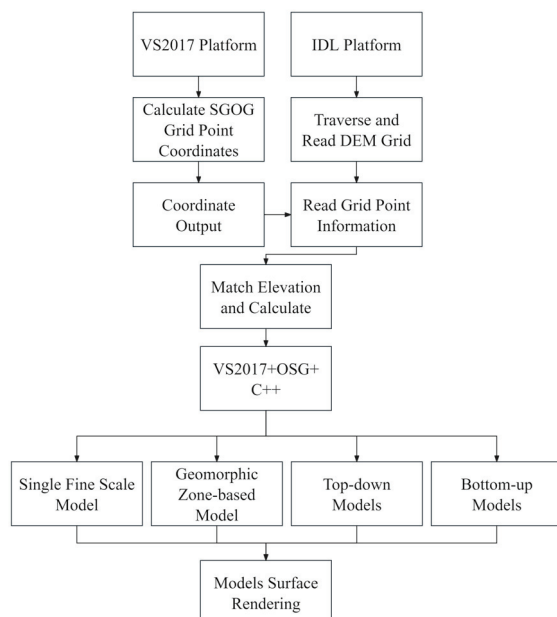 VS2017 Platform
IDL Platform
Calculate SGOG
Grid Point
Coordinates
Traverse and
Read DEM Grid
Coordinate
Output
Read Grid Point
Information
Match Elevation
and Calculate
VS2017+OSG+
C++
Single Fine Scale
Model
Geomorphic
Zone-based
Model
Top-down
Models
Bottom-up
Models
Models Surface
Rendering